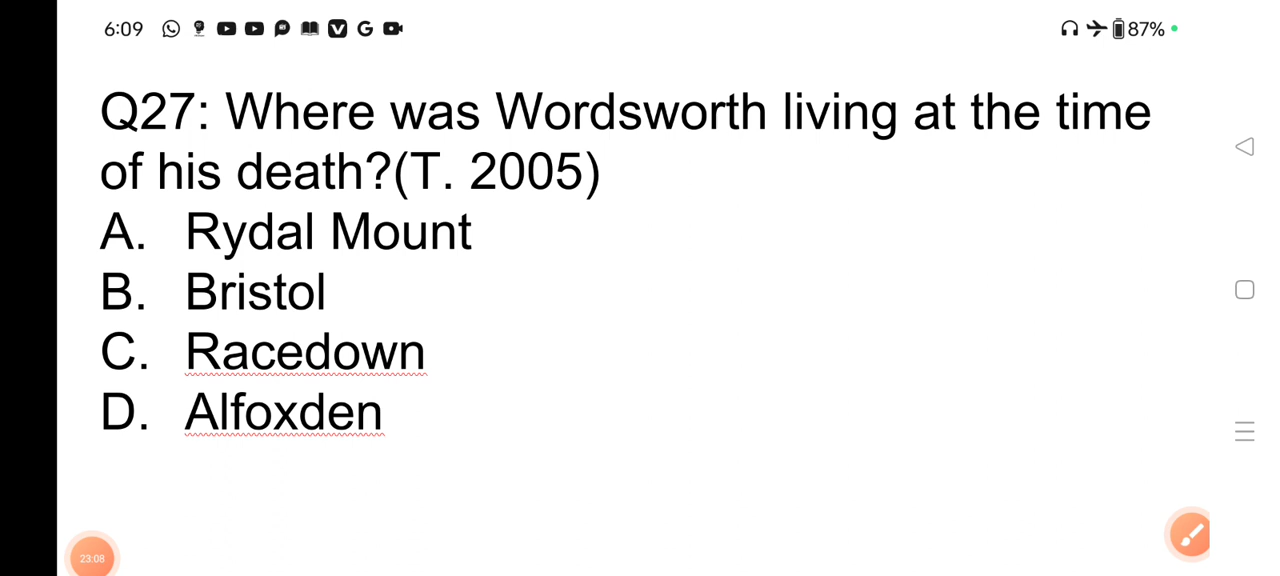 6:09 87%
Q27: Where was Wordsworth living at the time
of his death?(T. 2005)
A. Rydal Mount
B. Bristol
C. Racedown
D. Alfoxden
23:08